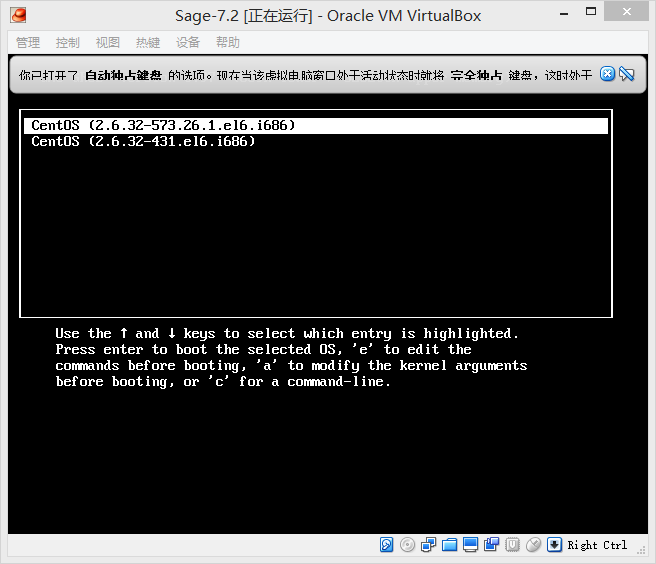 Sage-7.2 [正在运行] - Oracle VM VirtualBox
管理 控制 视图 热键 设备 帮助
你已打开了 自动独占键盘 的选项。现在当该虚拟电脑窗口处于活动状态时就将 完全独占 键盘，这时处于
CentOS (2.6.32-573.26.1.el6.i686)
CentOS (2.6.32-431.el6.i686)
Use the ↑ and ↓ keys to select which entry is highlighted.
Press enter to boot the selected OS, 'e' to edit the
commands before booting, 'a' to modify the kernel arguments
before booting, or 'c' for a command-line.
Right Ctrl